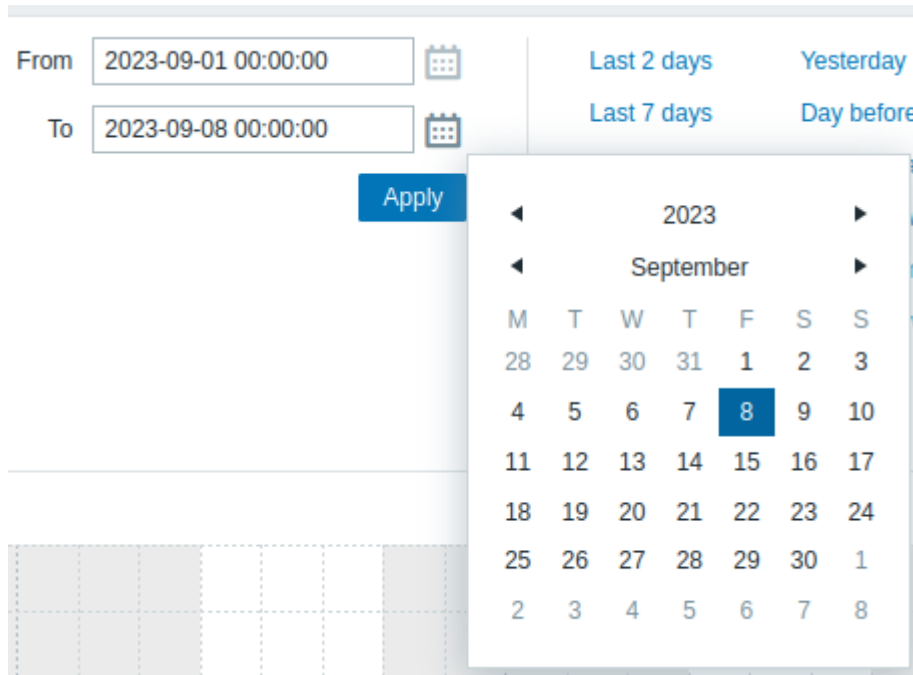 From 2023-09-01 00:00:00 Last 2 days Yesterday
To 2023-09-08 00:00:00 Last 7 days Day before
Apply
2023
September
M T W T F S S
28 29 30 31 1 2 3
4 5 6 7 8 9 10
11 12 13 14 15 16 17
18 19 20 21 22 23 24
25 26 27 28 29 30 1
2 3 4 5 6 7 8